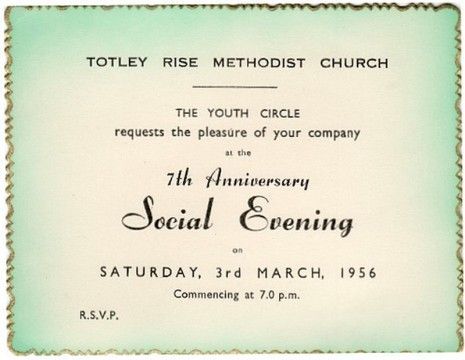 TOTLEY RISE METHODIST CHURCH
THE YOUTH CIRCLE
requests the pleasure of your company
at the
7th Anniversary
Social Evening
on
SATURDAY, 3rd MARCH, 1956
Commencing at 7.0 p.m.
R.S.V.P.